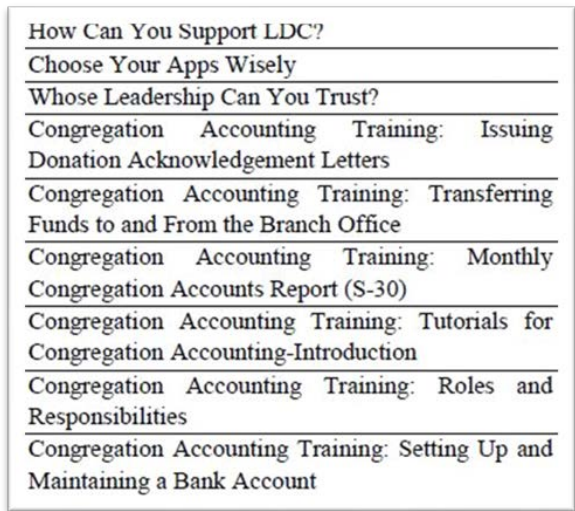 How Can You Support LDC?
Choose Your Apps Wisely
Whose Leadership Can You Trust?
Congregation Accounting Training: Issuing
Donation Acknowledgement Letters
Congregation Accounting Training: Transferring
Funds to and From the Branch Office
Congregation Accounting Training: Monthly
Congregation Accounts Report (S-30)
Congregation Accounting Training: Tutorials for
Congregation Accounting-Introduction
Congregation Accounting Training: Roles and
Responsibilities
Congregation Accounting Training: Setting Up and
Maintaining a Bank Account